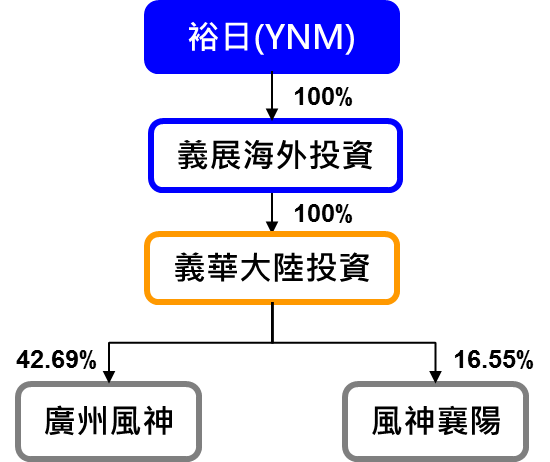 裕日(YNM)
100%
義展海外投資
100%
義華大陸投資
42.69%
16.55%
廣州風神
風神襄陽